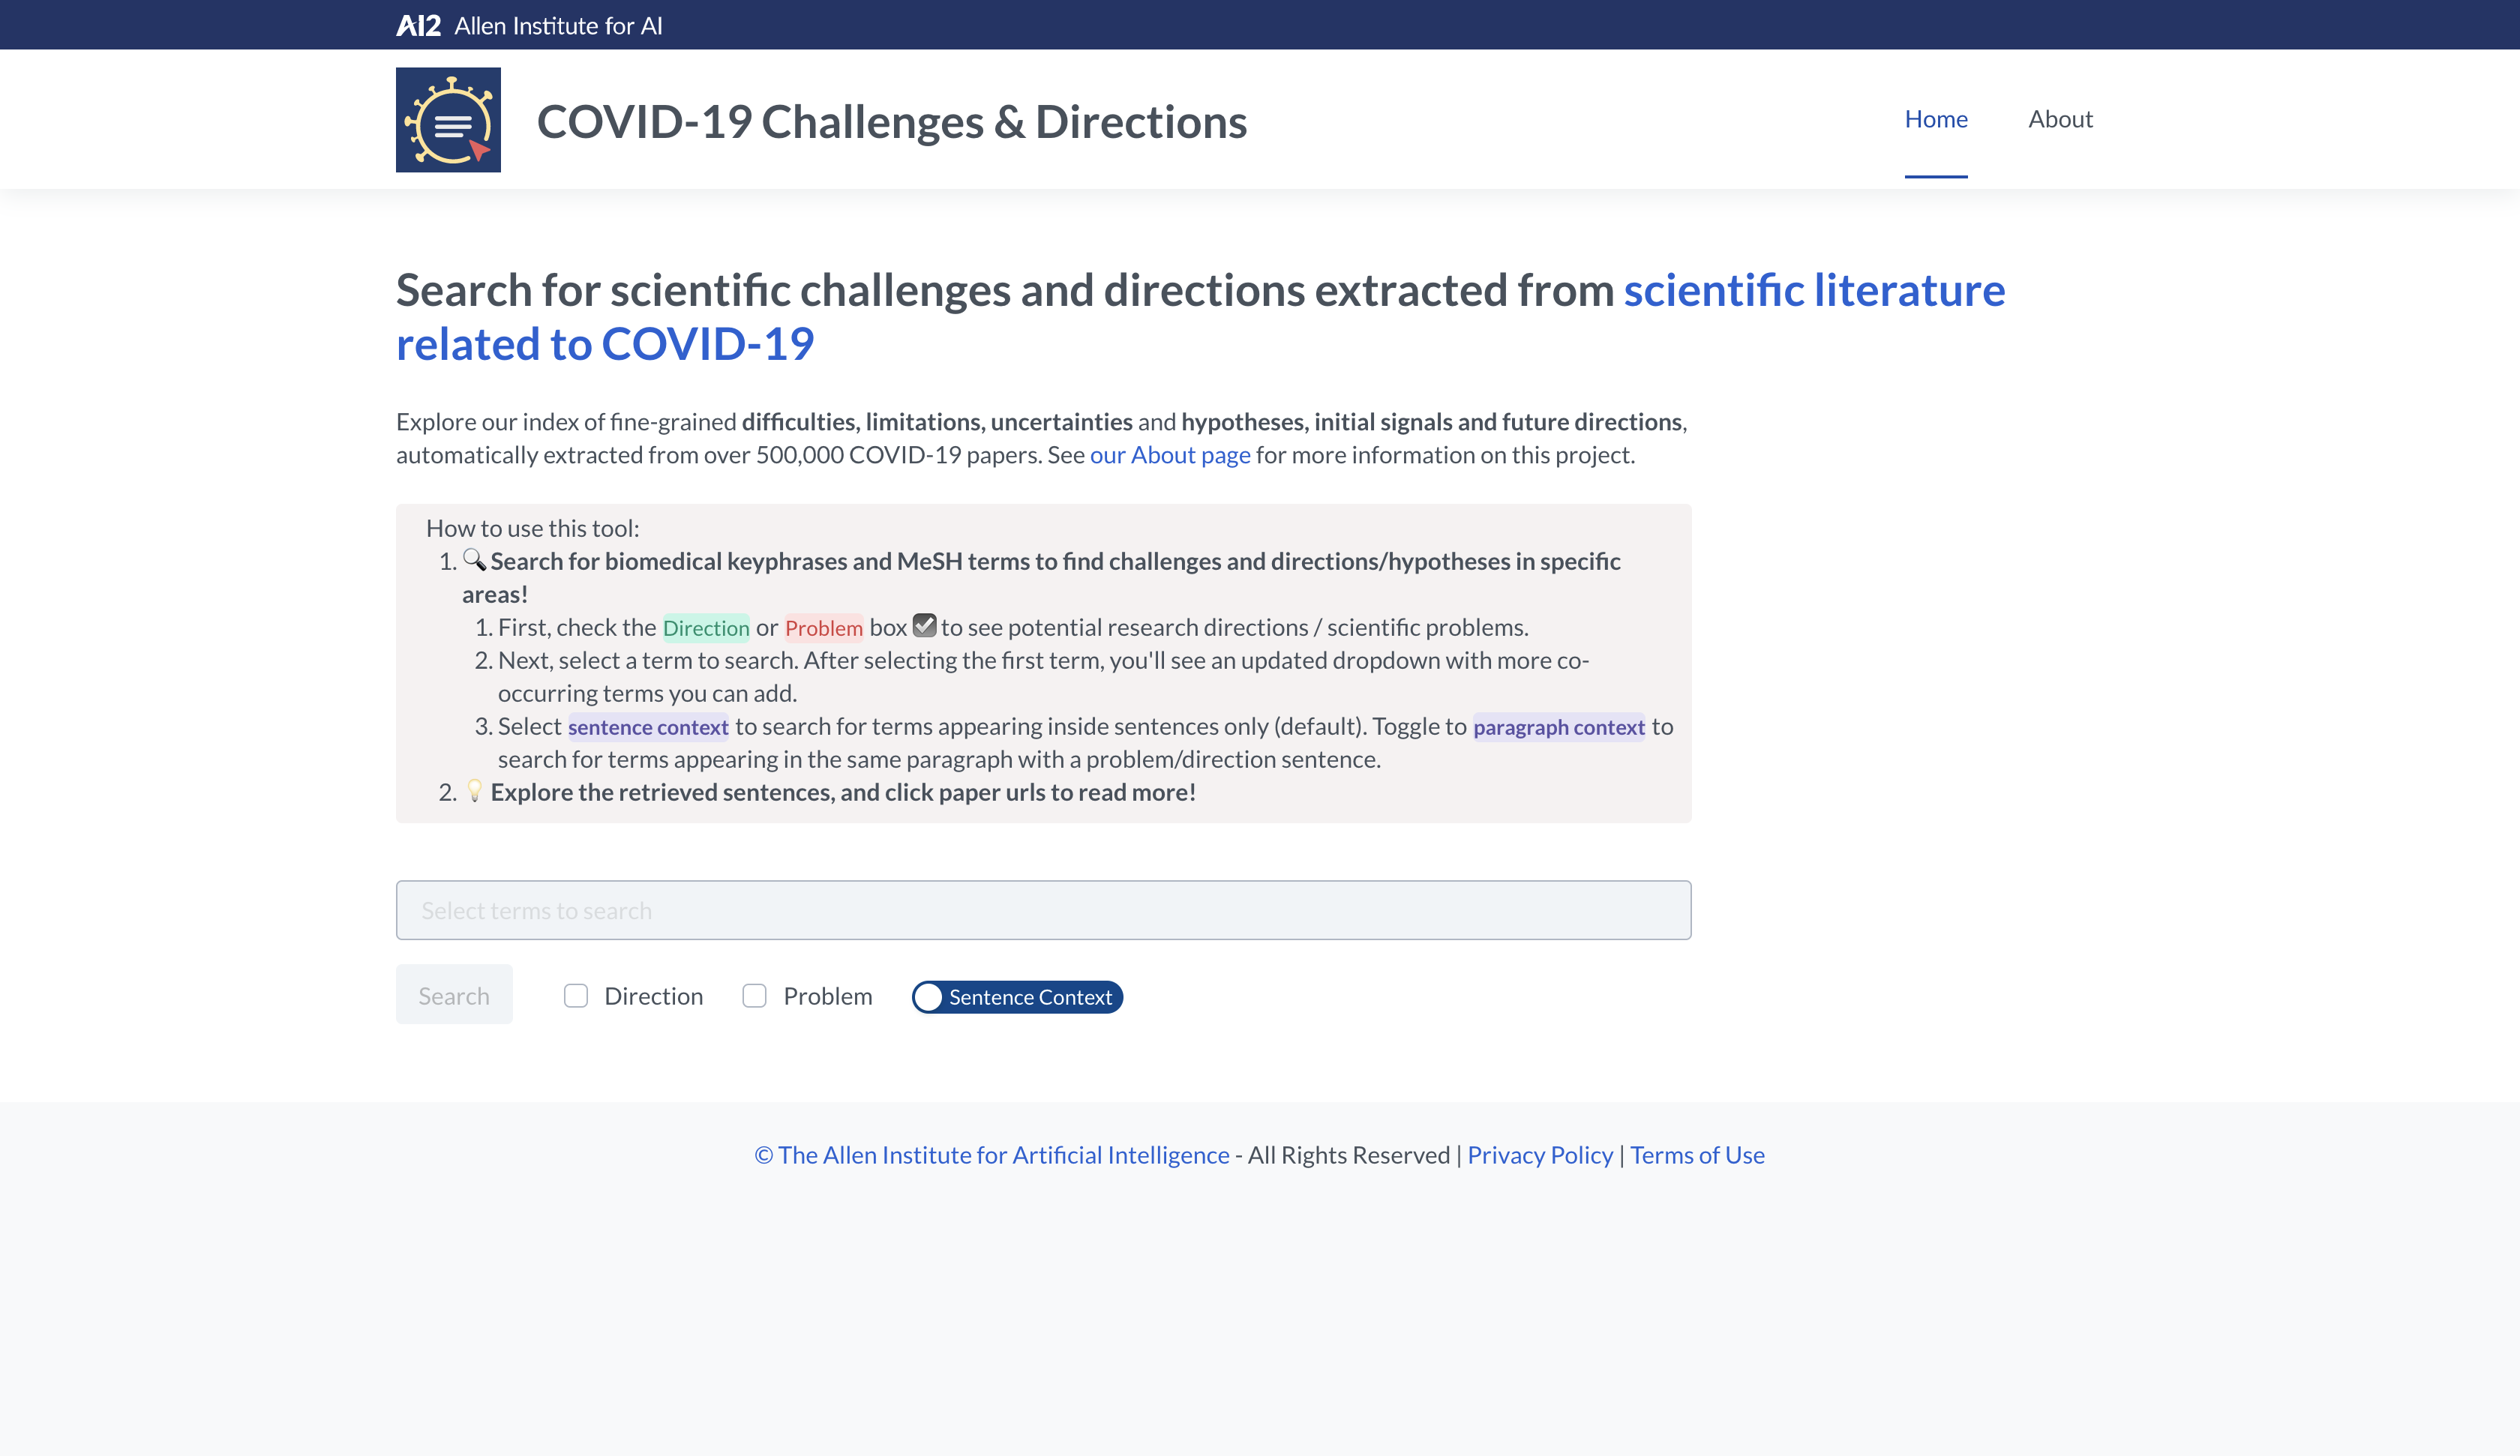 AI2 Allen Institute for AI
COVID-19 Challenges & Directions
Home
About
Search for scientific challenges and directions extracted from scientific literature
related to COVID-19
Explore our index of fine-grained difficulties, limitations, uncertainties and hypotheses, initial signals and future directions,
automatically extracted from over 500,000 COVID-19 papers. See our About page for more information on this project.
How to use this tool:
1. 🔍 Search for biomedical keyphrases and MeSH terms to find challenges and directions/hypotheses in specific
areas!
1. First, check the Direction or Problem box ☑ to see potential research directions / scientific problems.
2. Next, select a term to search. After selecting the first term, you'll see an updated dropdown with more co-
occurring terms you can add.
3. Select sentence context to search for terms appearing inside sentences only (default). Toggle to paragraph context to
search for terms appearing in the same paragraph with a problem/direction sentence.
2. 💡 Explore the retrieved sentences, and click paper urls to read more!
Select terms to search
Search
Direction
Problem
Sentence Context
© The Allen Institute for Artificial Intelligence - All Rights Reserved | Privacy Policy | Terms of Use